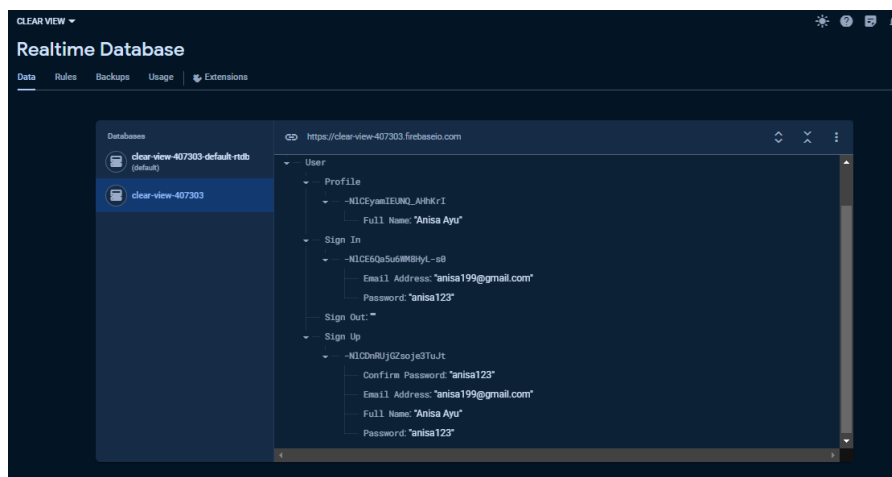 CLEAR VIEW
Realtime Database
Data Rules Backups Usage Extensions
Databases
clear-view-407303-default-rtdb
(default)
clear-view-407303
https://clear-view-407303.firebaseio.com
User
Profile
-NlCEyamIEUNQ_AHhKrI
Full Name: "Anisa Ayu"
Sign In
-NlCE6Qa5u6WM8HyL-s0
Email Address: "anisa199@gmail.com"
Password: "anisa123"
Sign Out: ""
Sign Up
-NlCDnRUjGZsoje3TuJt
Confirm Password: "anisa123"
Email Address: "anisa199@gmail.com"
Full Name: "Anisa Ayu"
Password: "anisa123"